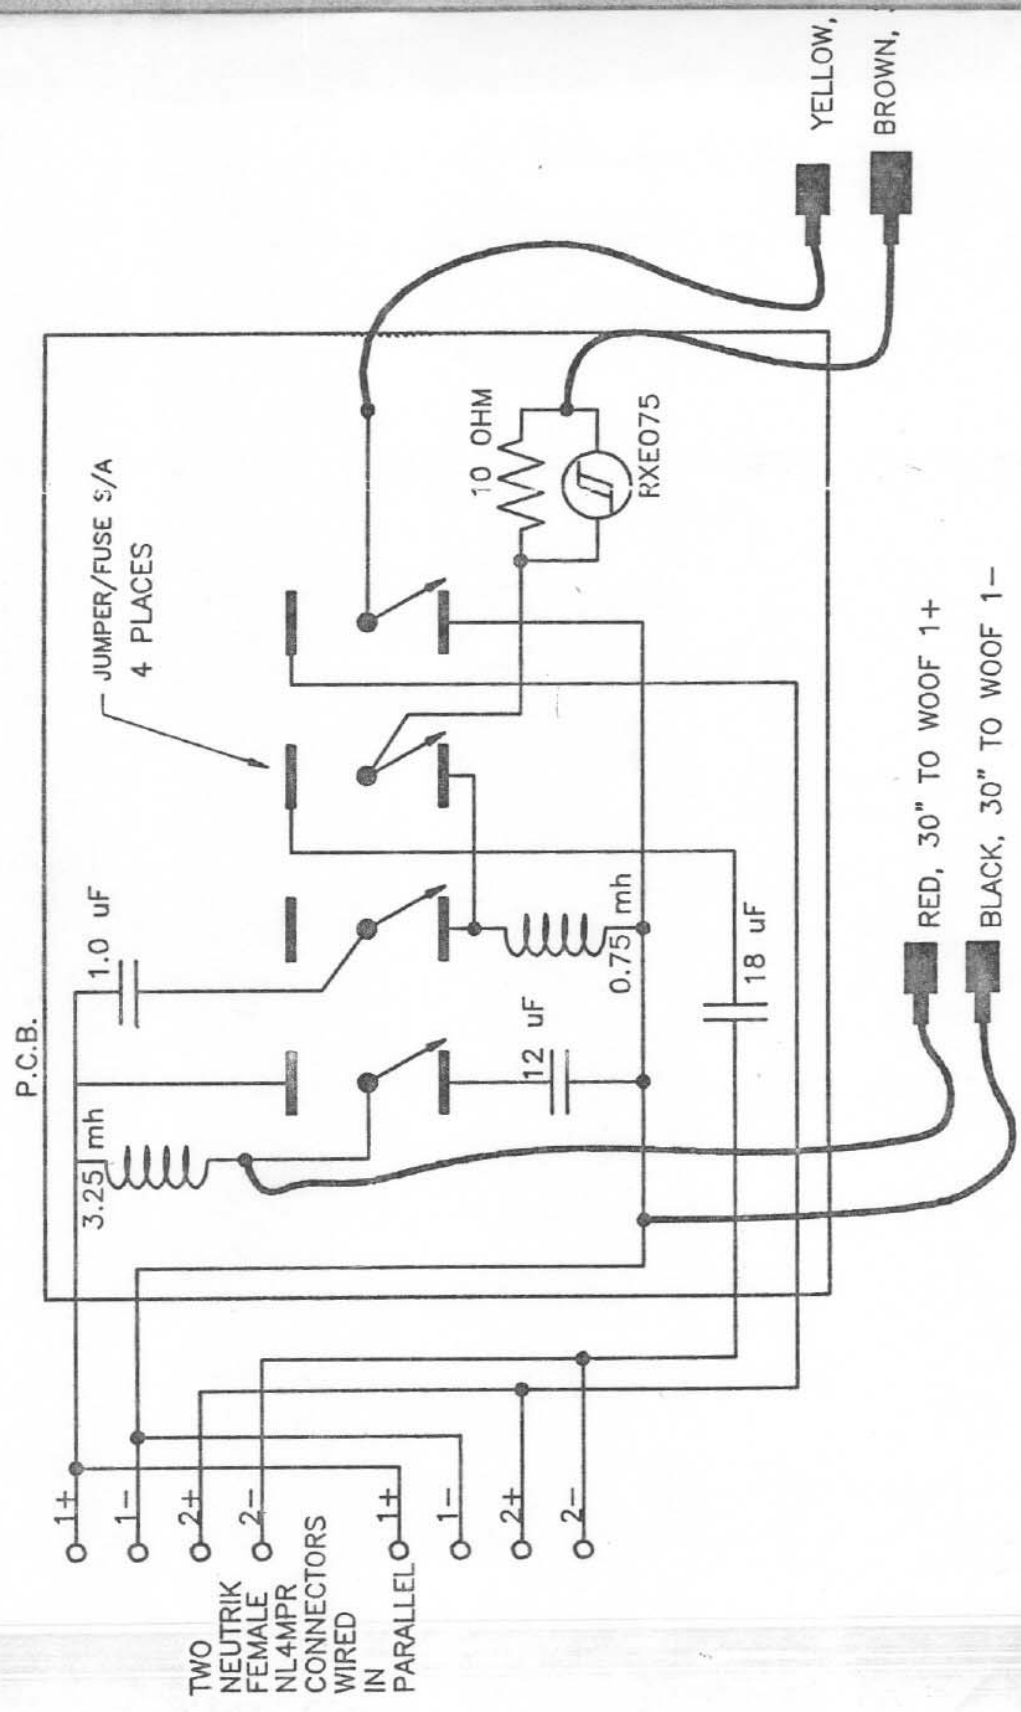 P.C.B.
JUMPER/FUSE S/A
4 PLACES
3.25 mh
1.0 uF
12 uF
0.75 mh
18 uF
10 OHM
RXE075
YELLOW,
BROWN,
RED, 30" TO WOOF 1+
BLACK, 30" TO WOOF 1-
1+
1-
2+
2-
TWO
NEUTRIK
FEMALE
NL4MPR
CONNECTORS
WIRED
IN
PARALLEL
1+
1-
2+
2-